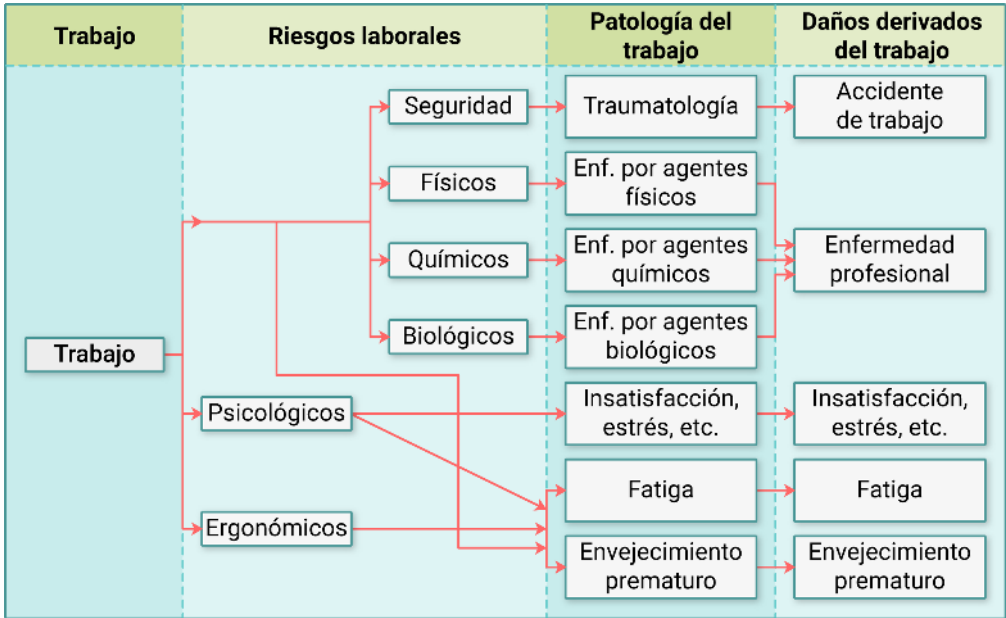 Trabajo
Riesgos laborales
Patología del
trabajo
Daños derivados
del trabajo
Seguridad
Traumatología
Accidente
de trabajo
Físicos
Enf. por agentes
físicos
Químicos
Enf. por agentes
químicos
Enfermedad
profesional
Biológicos
Enf. por agentes
biológicos
Trabajo
Psicológicos
Insatisfacción,
estrés, etc.
Insatisfacción,
estrés, etc.
Fatiga
Fatiga
Ergonómicos
Envejecimiento
prematuro
Envejecimiento
prematuro